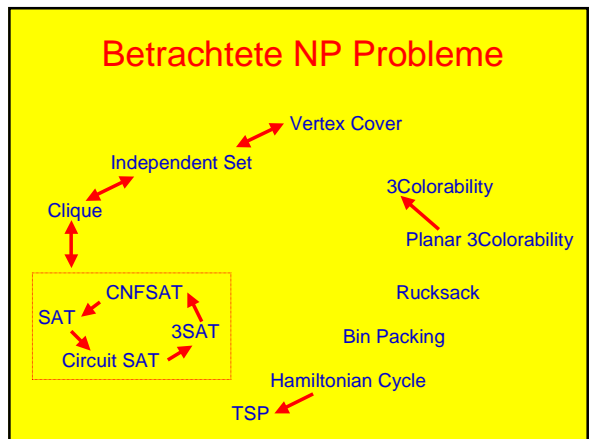 Betrachtete NP Probleme
Vertex Cover
Independent Set
3Colorability
Clique
Planar 3Colorability
CNFSAT
Rucksack
SAT
3SAT
Bin Packing
Circuit SAT
Hamiltonian Cycle
TSP